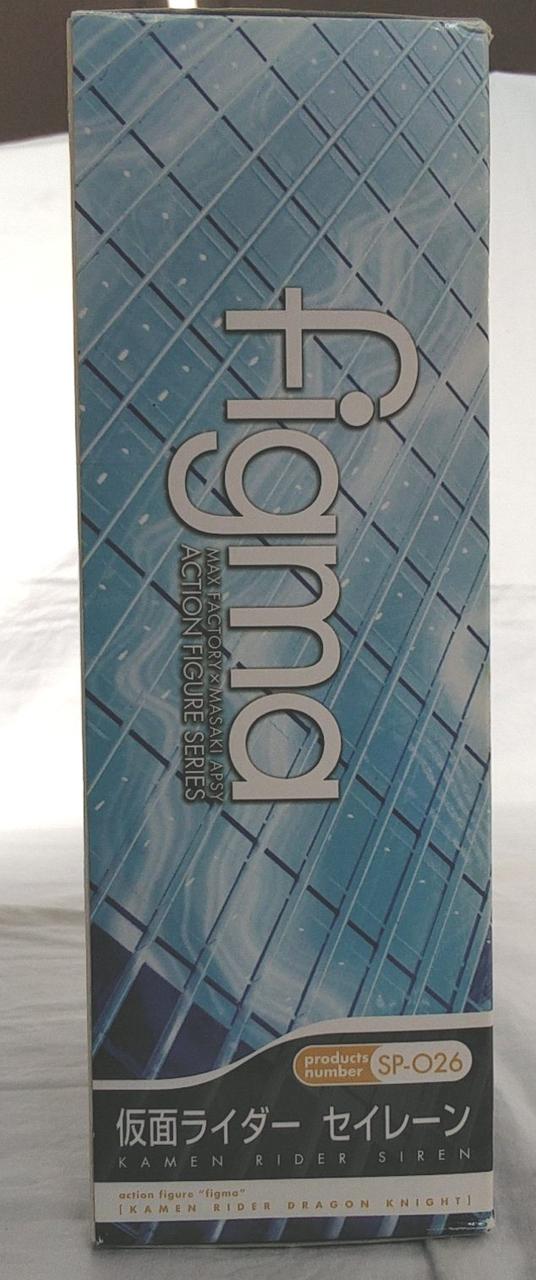 figma
MAX FACTORY×MASAKI APSY
ACTION FIGURE SERIES
products
number
SP-026
仮面ライダー セイレーン
KAMEN RIDER SIREN
action figure "figma"
[KAMEN RIDER DRAGON KNIGHT]